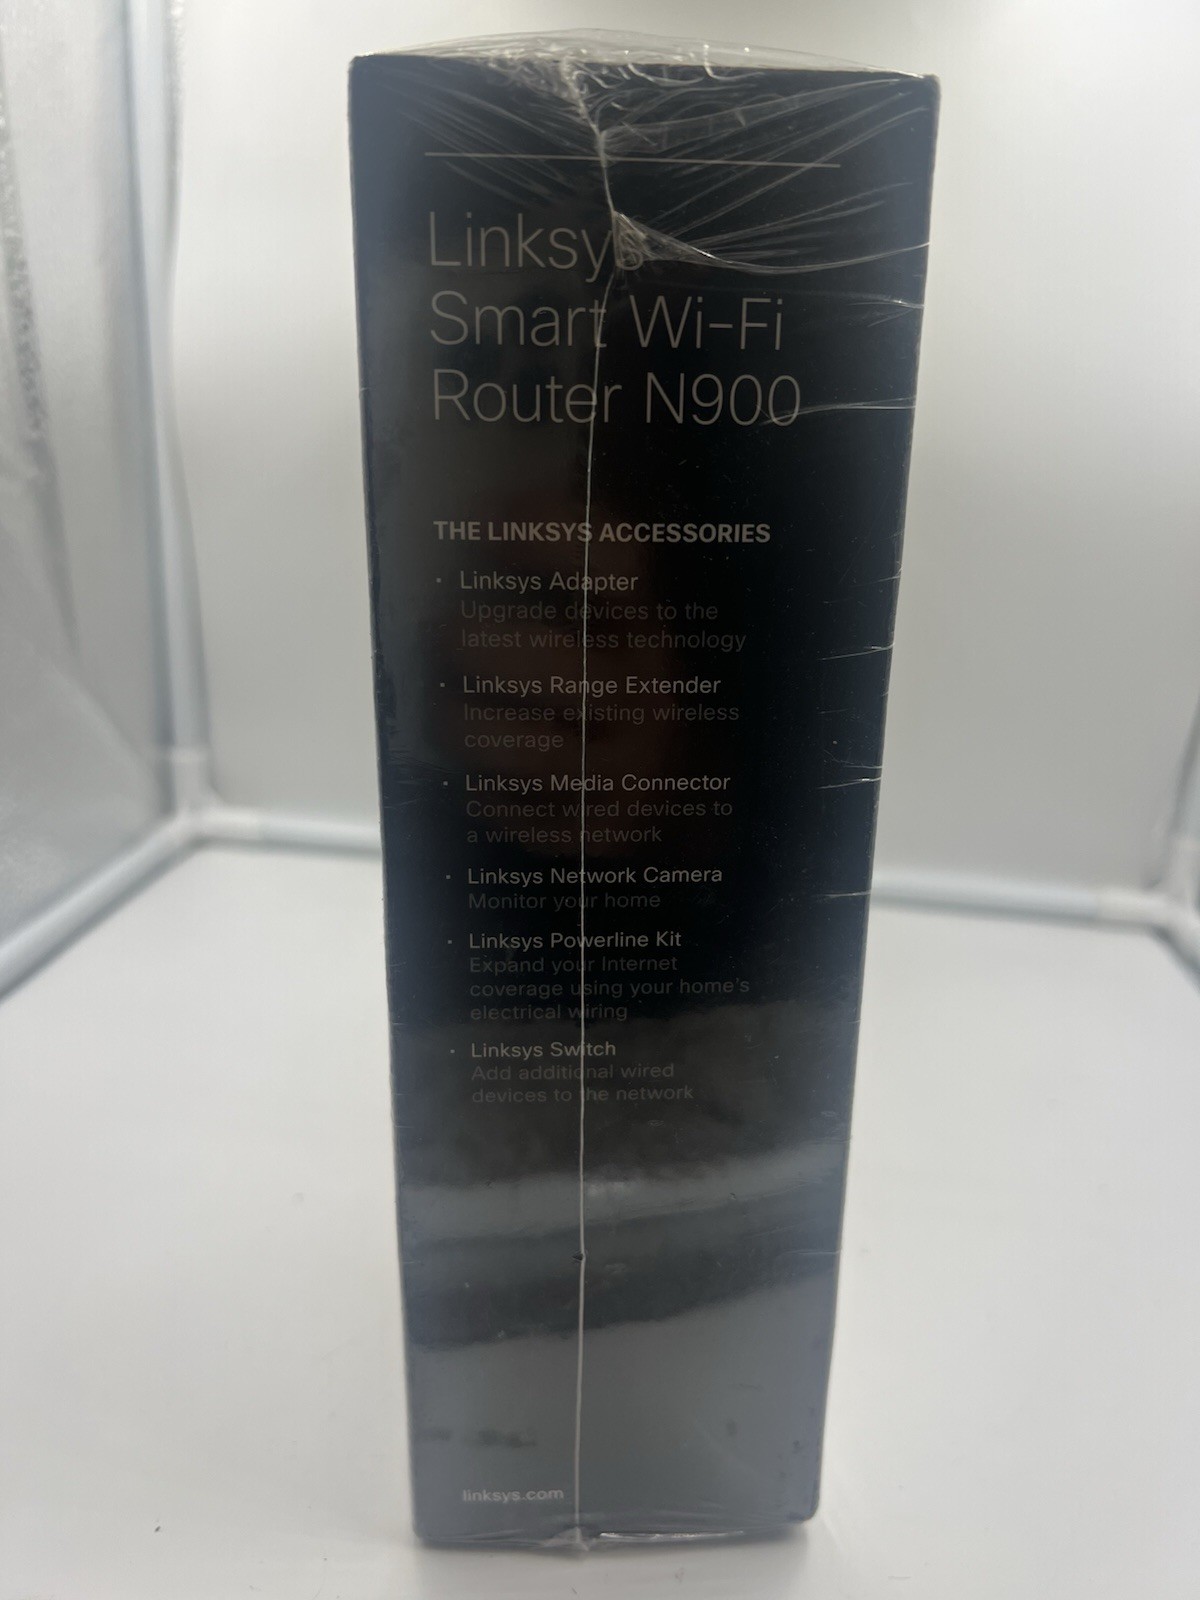 Linksys
Smart Wi-Fi
Router N900
THE LINKSYS ACCESSORIES
· Linksys Adapter
Upgrade devices to the
latest wireless technology
· Linksys Range Extender
Increase existing wireless
coverage
· Linksys Media Connector
Connect wired devices to
a wireless network
· Linksys Network Camera
Monitor your home
· Linksys Powerline Kit
Expand your Internet
coverage using your home's
electrical wiring
· Linksys Switch
Add additional wired
devices to the network
linksys.com